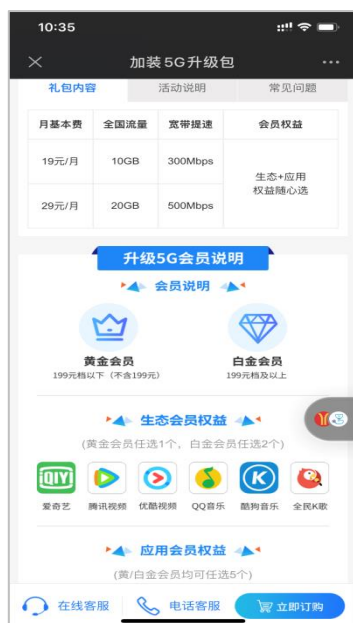 10:35
加装5G升级包
礼包内容 活动说明 常见问题
月基本费 全国流量 宽带提速 会员权益
19元/月 10GB 300Mbps
生态+应用
权益随心选
29元/月 20GB 500Mbps
升级5G会员说明
会员说明
黄金会员 白金会员
199元档以下（不含199元） 199元档及以上
生态会员权益
(黄金会员任选1个，白金会员任选2个)
iQIYI
爱奇艺 腾讯视频 优酷视频 QQ音乐 酷狗音乐 全民K歌
应用会员权益
(黄/白金会员均可任选5个)
在线客服 电话客服 立即订购